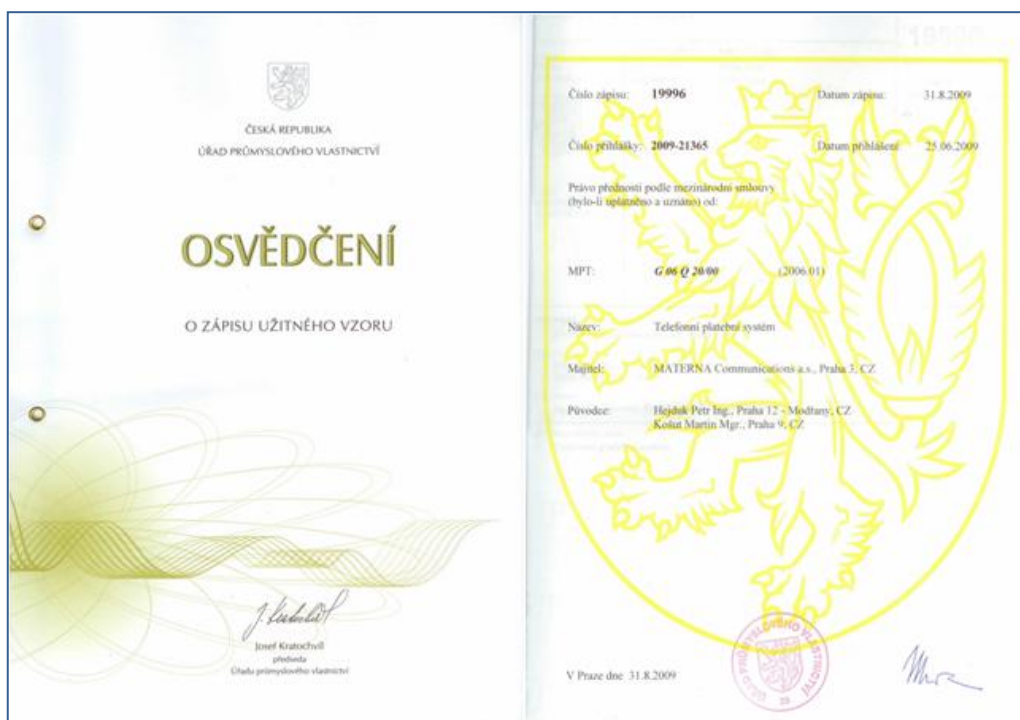 ČESKÁ REPUBLIKA
ÚŘAD PRŮMYSLOVÉHO VLASTNICTVÍ
OSVĚDČENÍ
O ZÁPISU UŽITNÉHO VZORU
Josef Kratochvíl
předseda
Úřadu průmyslového vlastnictví
Číslo zápisu: 19996 Datum zápisu: 31.8.2009
Číslo přihlášky: 2009-21365 Datum přihlášení: 25.06.2009
Právo přednosti podle mezinárodní smlouvy
(bylo-li uplatněno a uznáno) od:
MPT: G 06 Q 20/00 (2006.01)
Název: Telefonní platební systém
Majitel: MATERNA Communications a.s., Praha 3, CZ
Původce: Hejduk Petr Ing., Praha 12 - Modřany, CZ
Košut Martin Mgr., Praha 9, CZ
V Praze dne 31.8.2009
ÚŘAD PRŮMYSLOVÉHO VLASTNICTVÍ